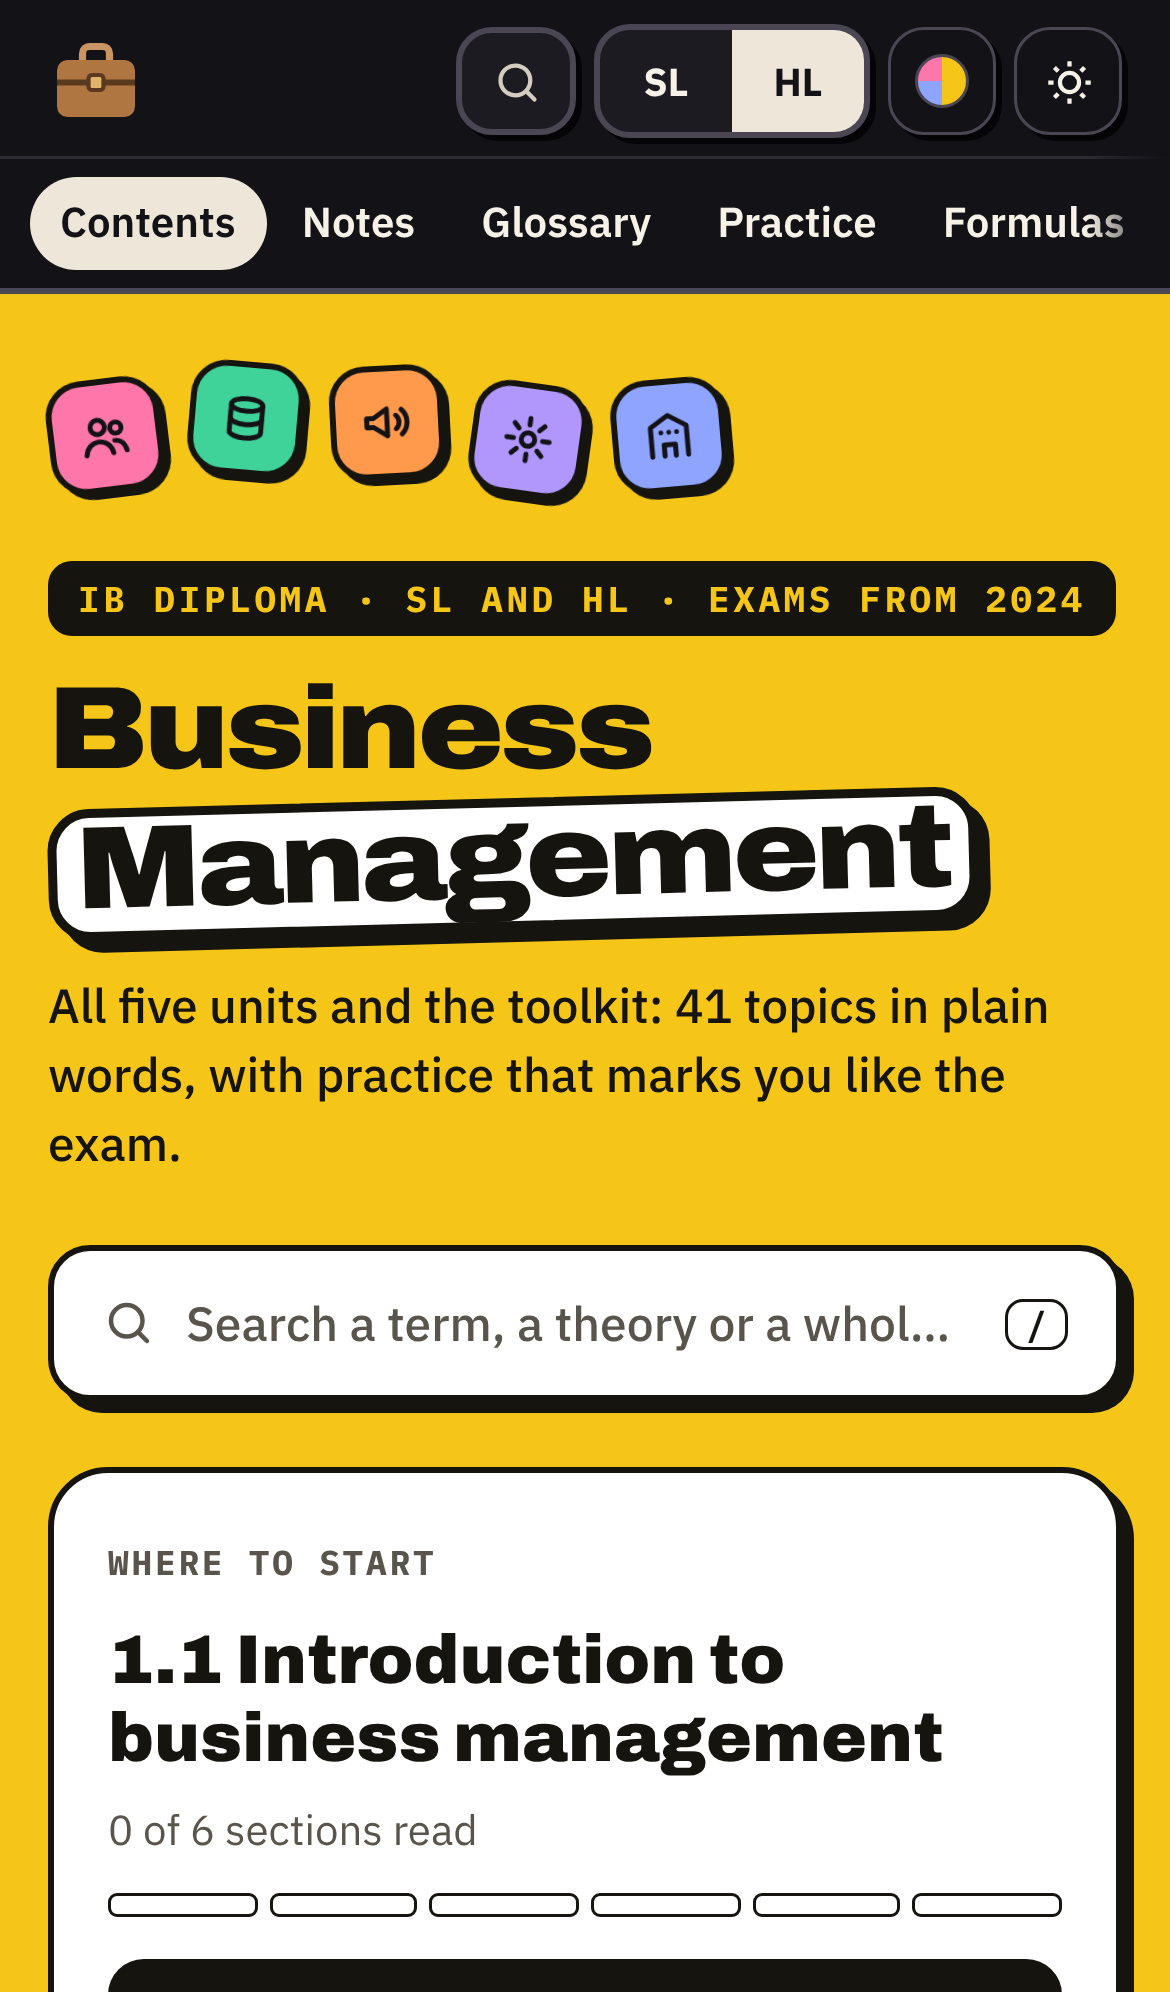 SL HL
Contents Notes Glossary Practice Formulas
IB DIPLOMA · SL AND HL · EXAMS FROM 2024
Business
Management
All five units and the toolkit: 41 topics in plain
words, with practice that marks you like the
exam.
Search a term, a theory or a whol... /
WHERE TO START
1.1 Introduction to
business management
0 of 6 sections read